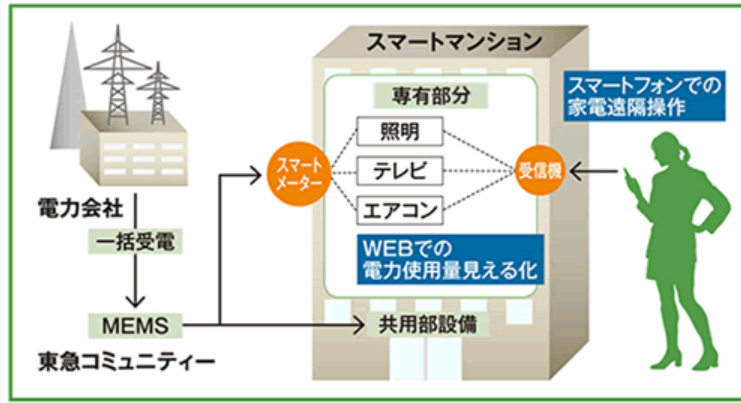 スマートマンション
専有部分
照明
テレビ
エアコン
スマート
メーター
受信機
スマートフォンでの
家電遠隔操作
WEBでの
電力使用量見える化
電力会社
一括受電
MEMS
東急コミュニティー
共用部設備